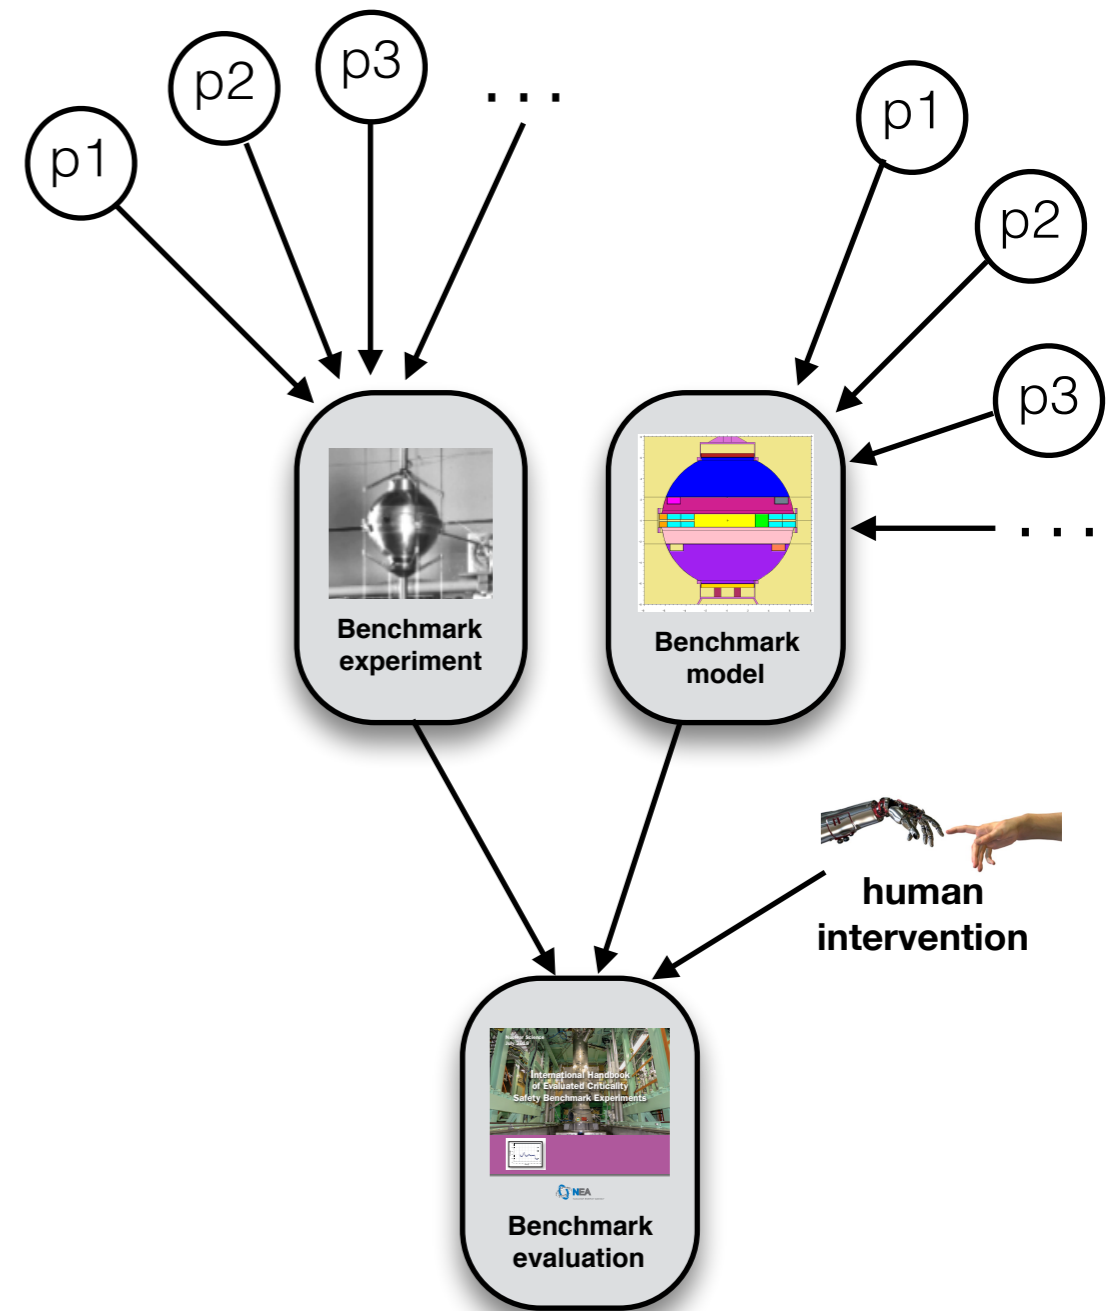 p1
p2
p3
. . .
p1
p2
p3
. . .
Benchmark
experiment
Benchmark
model
human
intervention
International Handbook
of Evaluated Criticality
Safety Benchmark Experiments
NEA
Benchmark
evaluation